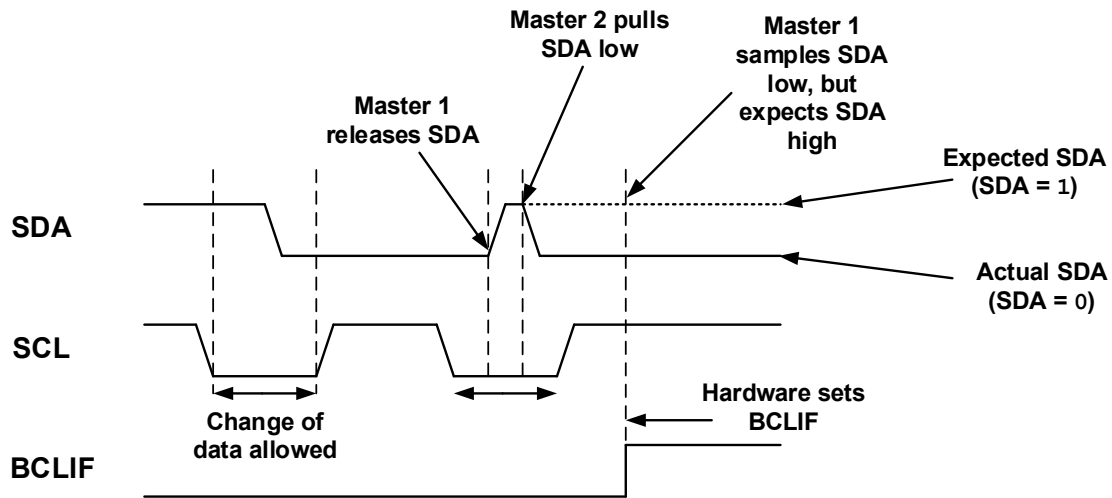 Master 2 pulls
SDA low
Master 1
samples SDA
low, but
expects SDA
high
Master 1
releases SDA
Expected SDA
(SDA = 1)
SDA
Actual SDA
(SDA = 0)
SCL
Change of
data allowed
Hardware sets
BCLIF
BCLIF